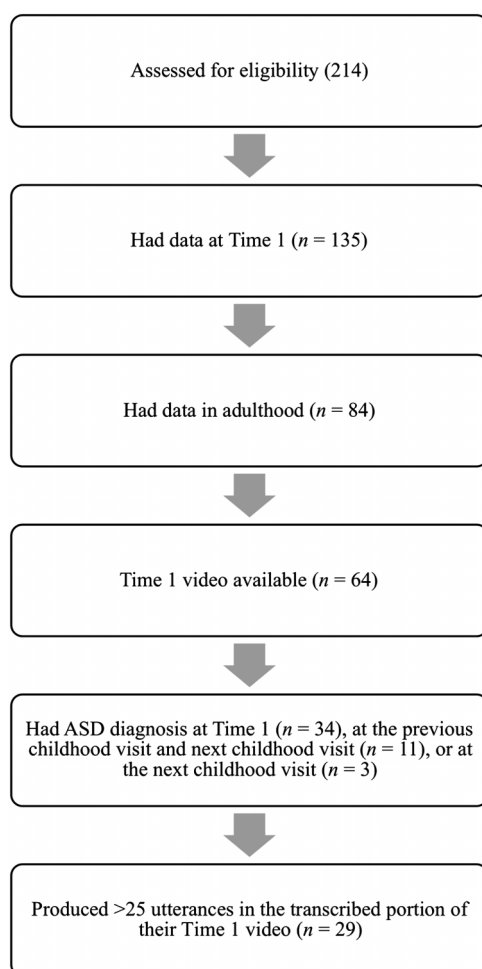 Assessed for eligibility (214)
Had data at Time 1 (n = 135)
Had data in adulthood (n = 84)
Time 1 video available (n = 64)
Had ASD diagnosis at Time 1 (n = 34), at the previous
childhood visit and next childhood visit (n = 11), or at
the next childhood visit (n = 3)
Produced >25 utterances in the transcribed portion of
their Time 1 video (n = 29)